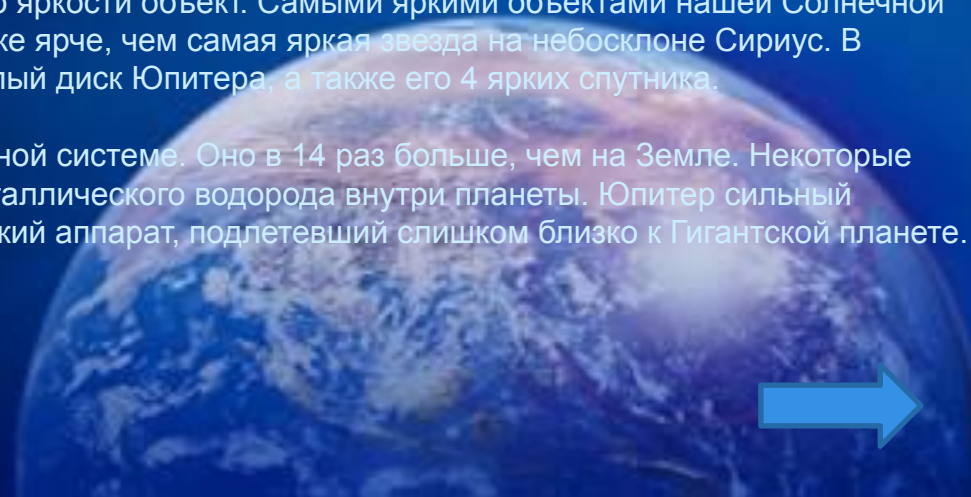 яркости объект. Самыми яркими объектами нашей Солнечной
же ярче, чем самая яркая звезда на небосклоне Сириус. В
лый диск Юпитера, а также его 4 ярких спутника.
ной системе. Оно в 14 раз больше, чем на Земле. Некоторые
таллического водорода внутри планеты. Юпитер сильный
кий аппарат, подлетевший слишком близко к Гигантской планете.